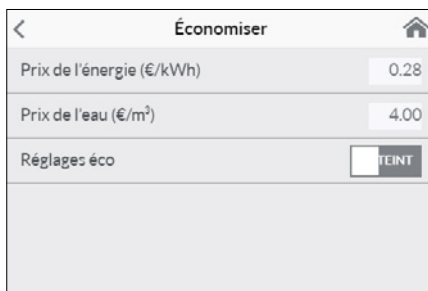 Économiser
Prix de l'énergie (€/kWh) 0.28
Prix de l'eau (€/m³) 4.00
Réglages éco TEINT